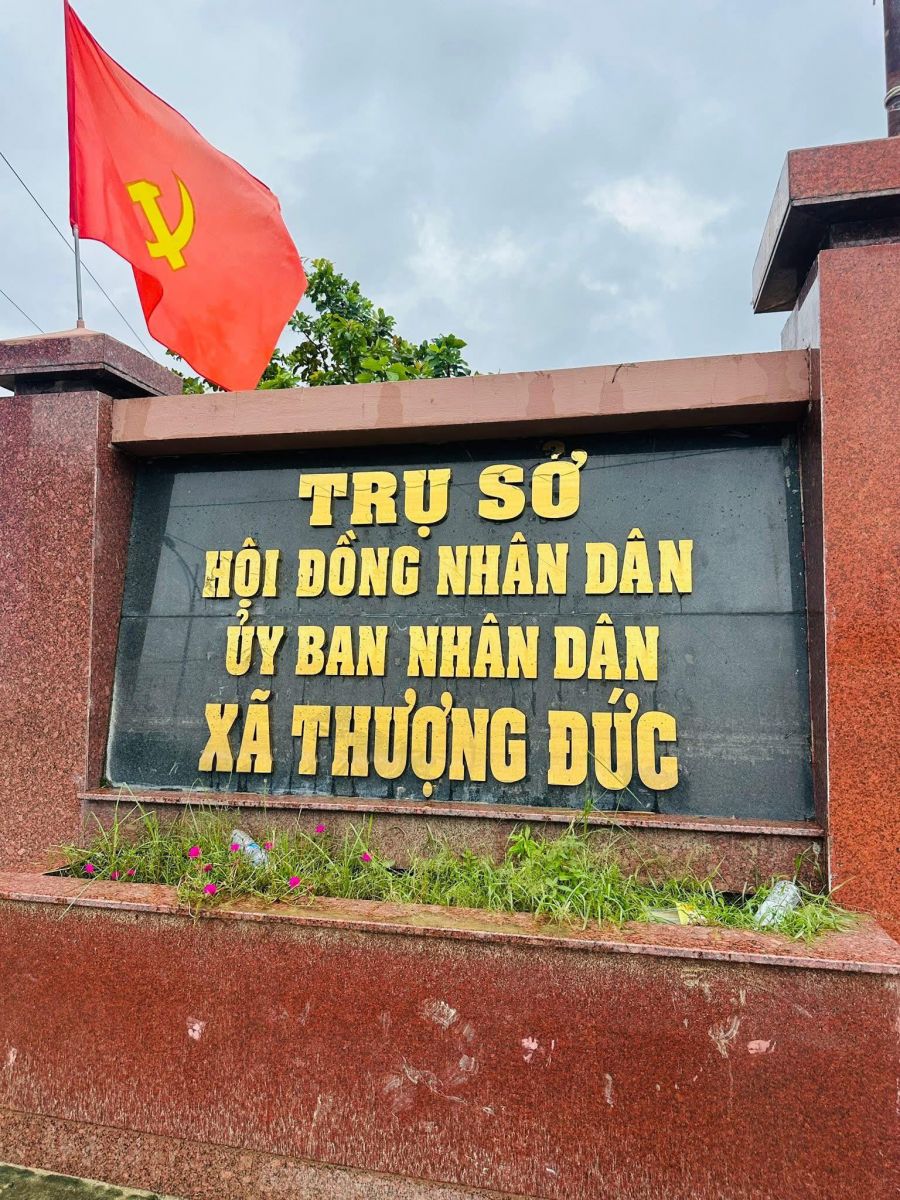 TRỤ SỞ
HỘI ĐỒNG NHÂN DÂN
ỦY BAN NHÂN DÂN
XÃ THƯỢNG ĐỨC